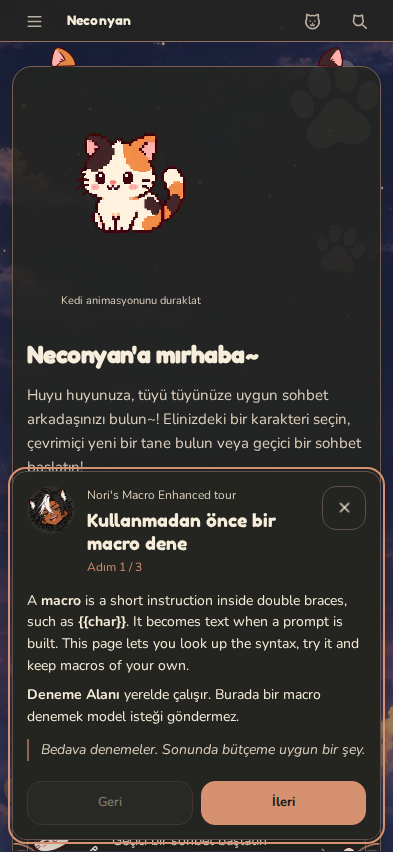 Neconyan
Kedi animasyonunu duraklat
Neconyan'a mırhaba~
Huyu huyunuza, tüyü tüyünüze uygun sohbet
arkadaşınızı bulun~! Elinizdeki bir karakteri seçin,
çevrimiçi yeni bir tane bulun veya geçici bir sohbet
başlatın!
Nori's Macro Enhanced tour
Kullanmadan önce bir
macro dene
Adım 1 / 3
A macro is a short instruction inside double braces,
such as {{char}}. It becomes text when a prompt is
built. This page lets you look up the syntax, try it and
keep macros of your own.
Deneme Alanı yerelde çalışır. Burada bir macro
denemek model isteği göndermez.
Bedava denemeler. Sonunda bütçeme uygun bir şey.
Geri
İleri
Geçici bir sohbet başlatın